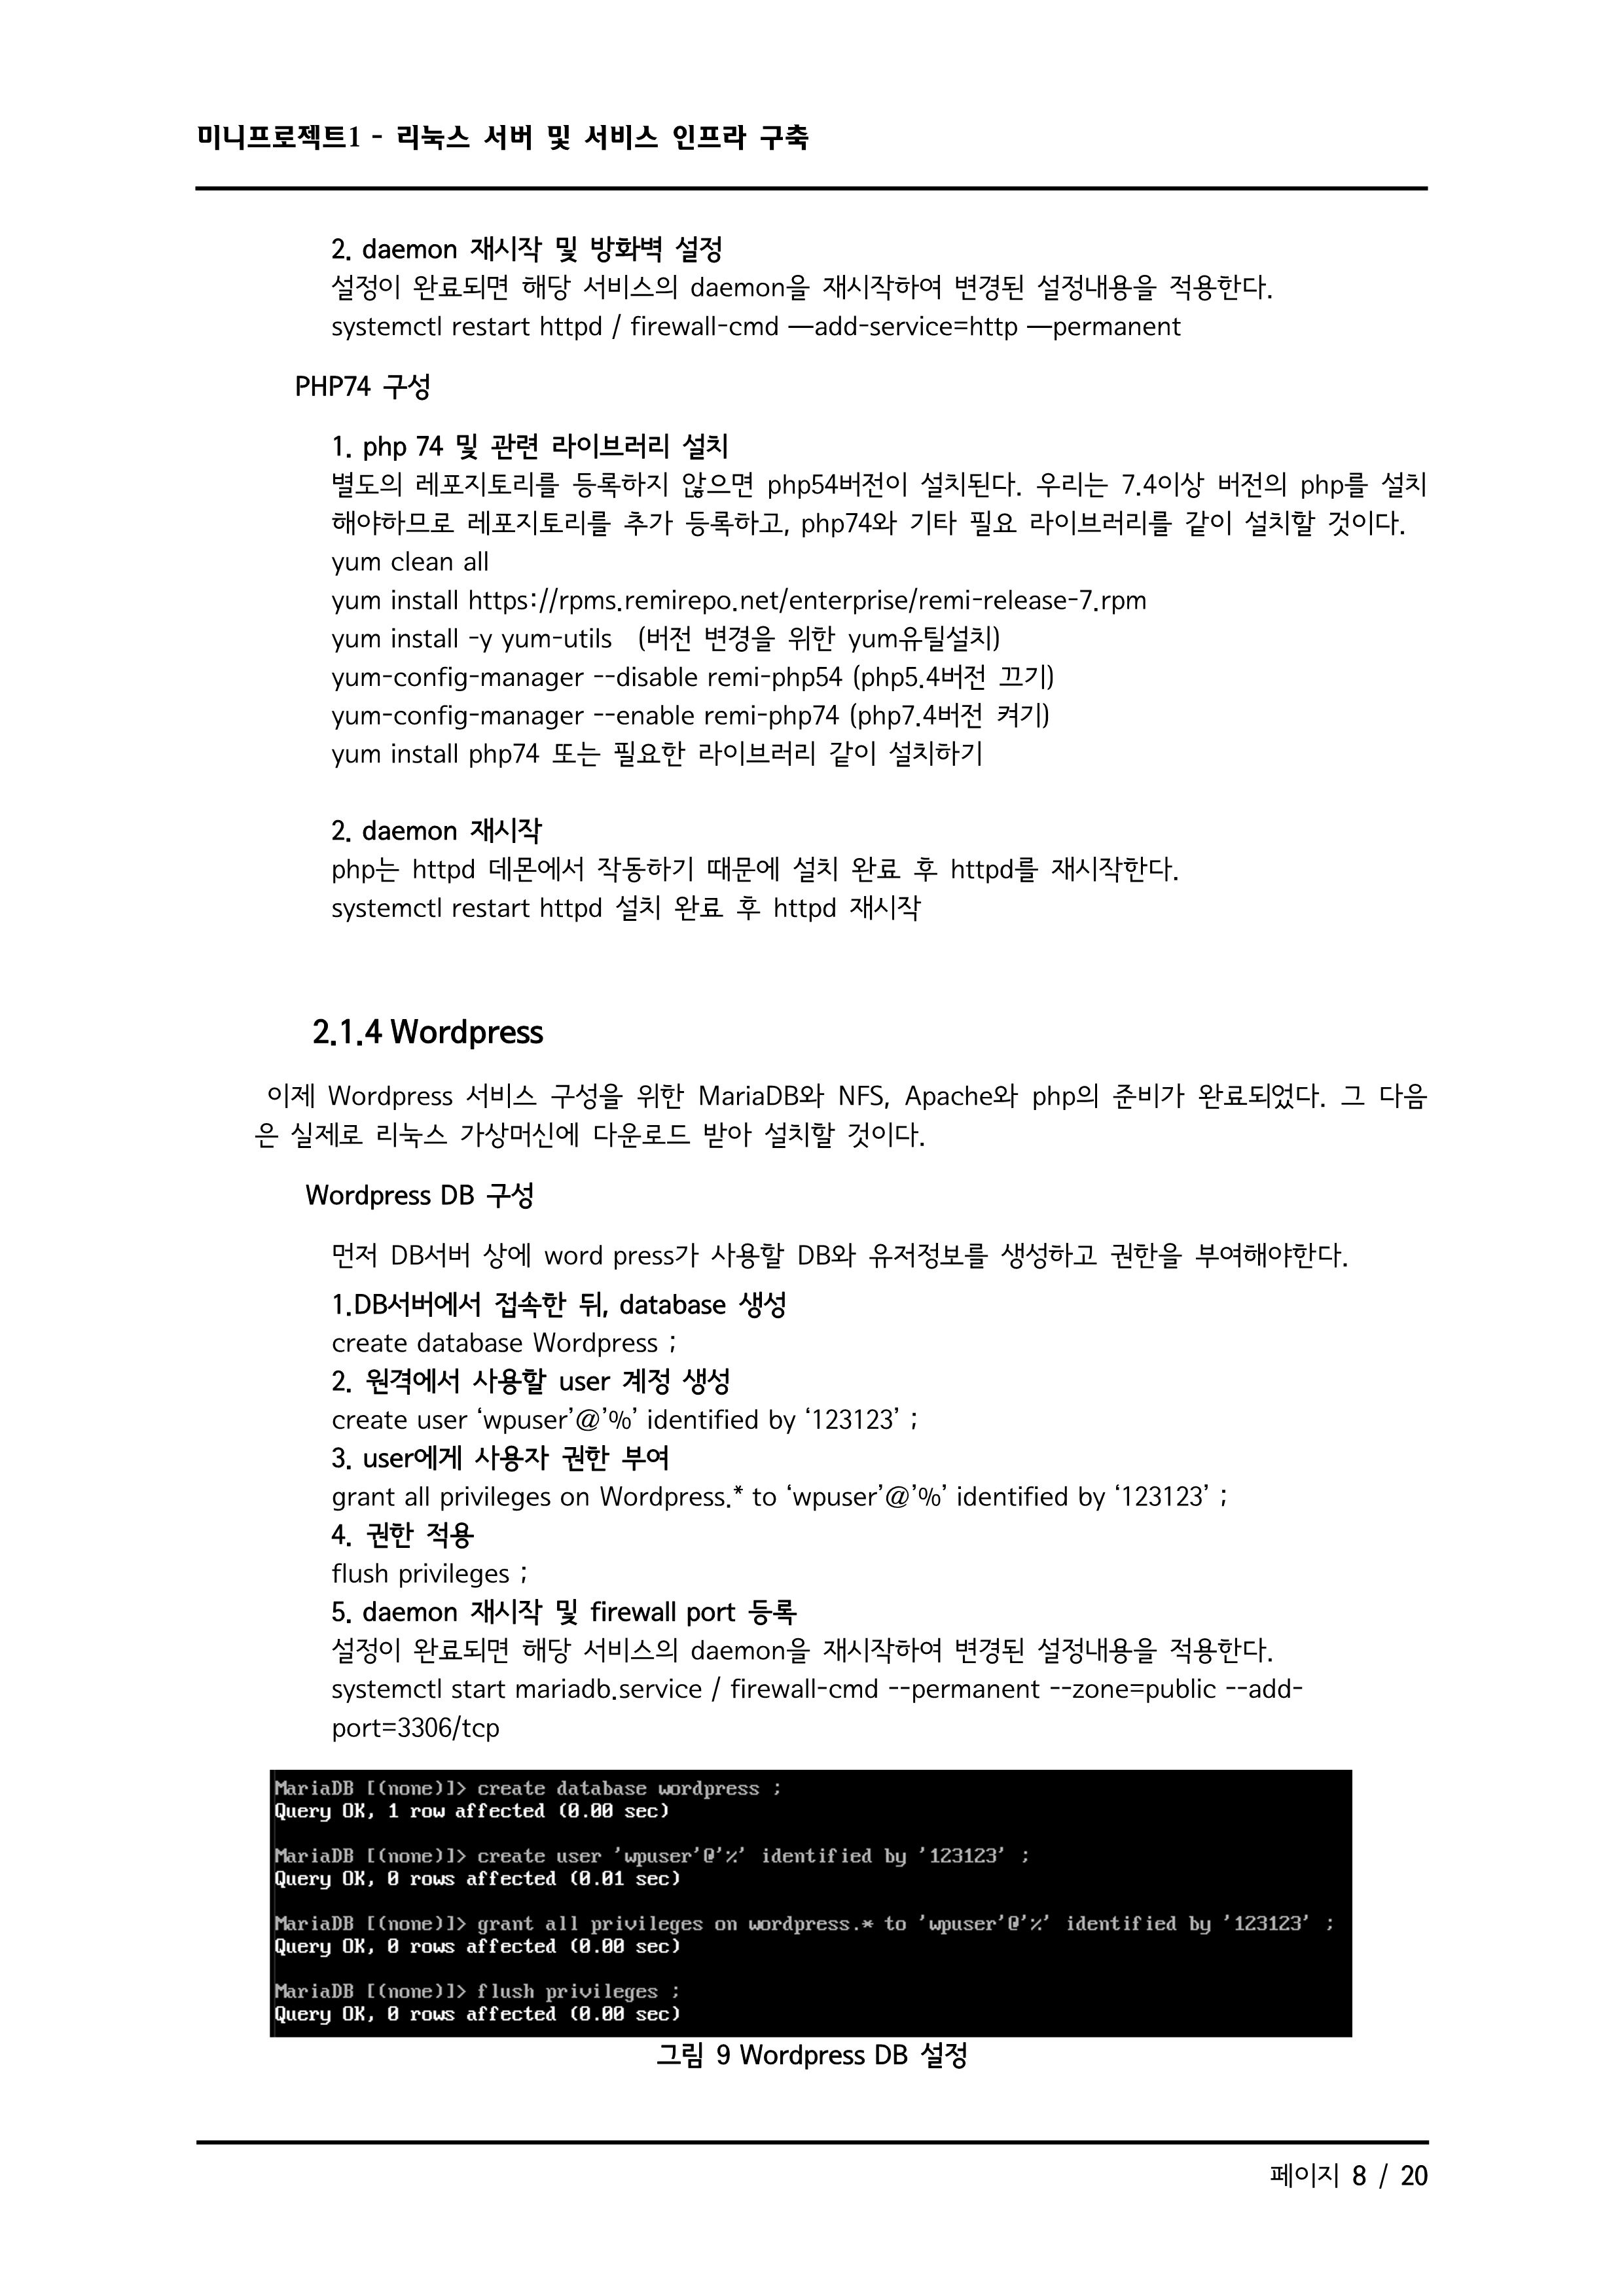 미니프로젝트1 - 리눅스 서버 및 서비스 인프라 구축
2. daemon 재시작 및 방화벽 설정
설정이 완료되면 해당 서비스의 daemon을 재시작하여 변경된 설정내용을 적용한다.
systemctl restart httpd / firewall-cmd —add-service=http —permanent
PHP74 구성
1. php 74 및 관련 라이브러리 설치
별도의 레포지토리를 등록하지 않으면 php54버전이 설치된다. 우리는 7.4이상 버전의 php를 설치
해야하므로 레포지토리를 추가 등록하고, php74와 기타 필요 라이브러리를 같이 설치할 것이다.
yum clean all
yum install https://rpms.remirepo.net/enterprise/remi-release-7.rpm
yum install -y yum-utils  (버전 변경을 위한 yum유틸설치)
yum-config-manager --disable remi-php54 (php5.4버전 끄기)
yum-config-manager --enable remi-php74 (php7.4버전 켜기)
yum install php74 또는 필요한 라이브러리 같이 설치하기
2. daemon 재시작
php는 httpd 데몬에서 작동하기 때문에 설치 완료 후 httpd를 재시작한다.
systemctl restart httpd 설치 완료 후 httpd 재시작
2.1.4 Wordpress
이제 Wordpress 서비스 구성을 위한 MariaDB와 NFS, Apache와 php의 준비가 완료되었다. 그 다음
은 실제로 리눅스 가상머신에 다운로드 받아 설치할 것이다.
Wordpress DB 구성
먼저 DB서버 상에 word press가 사용할 DB와 유저정보를 생성하고 권한을 부여해야한다.
1.DB서버에서 접속한 뒤, database 생성
create database Wordpress ;
2. 원격에서 사용할 user 계정 생성
create user ‘wpuser’@’%’ identified by ‘123123’ ;
3. user에게 사용자 권한 부여
grant all privileges on Wordpress.* to ‘wpuser’@’%’ identified by ‘123123’ ;
4. 권한 적용
flush privileges ;
5. daemon 재시작 및 firewall port 등록
설정이 완료되면 해당 서비스의 daemon을 재시작하여 변경된 설정내용을 적용한다.
systemctl start mariadb.service / firewall-cmd --permanent --zone=public --add-
port=3306/tcp
MariaDB [(none)]> create database wordpress ;
Query OK, 1 row affected (0.00 sec)
MariaDB [(none)]> create user 'wpuser'@'%' identified by '123123' ;
Query OK, 0 rows affected (0.01 sec)
MariaDB [(none)]> grant all privileges on wordpress.* to 'wpuser'@'%' identified by '123123' ;
Query OK, 0 rows affected (0.00 sec)
MariaDB [(none)]> flush privileges ;
Query OK, 0 rows affected (0.00 sec)
그림 9 Wordpress DB 설정
페이지 8 / 20